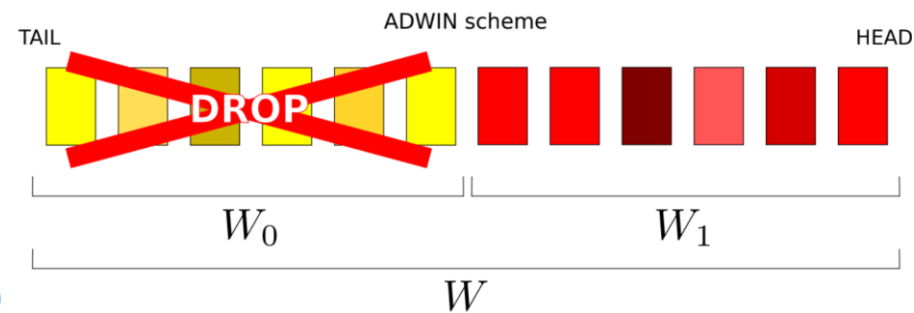 ADWIN scheme
TAIL
HEAD
DROP
W₀
W₁
W